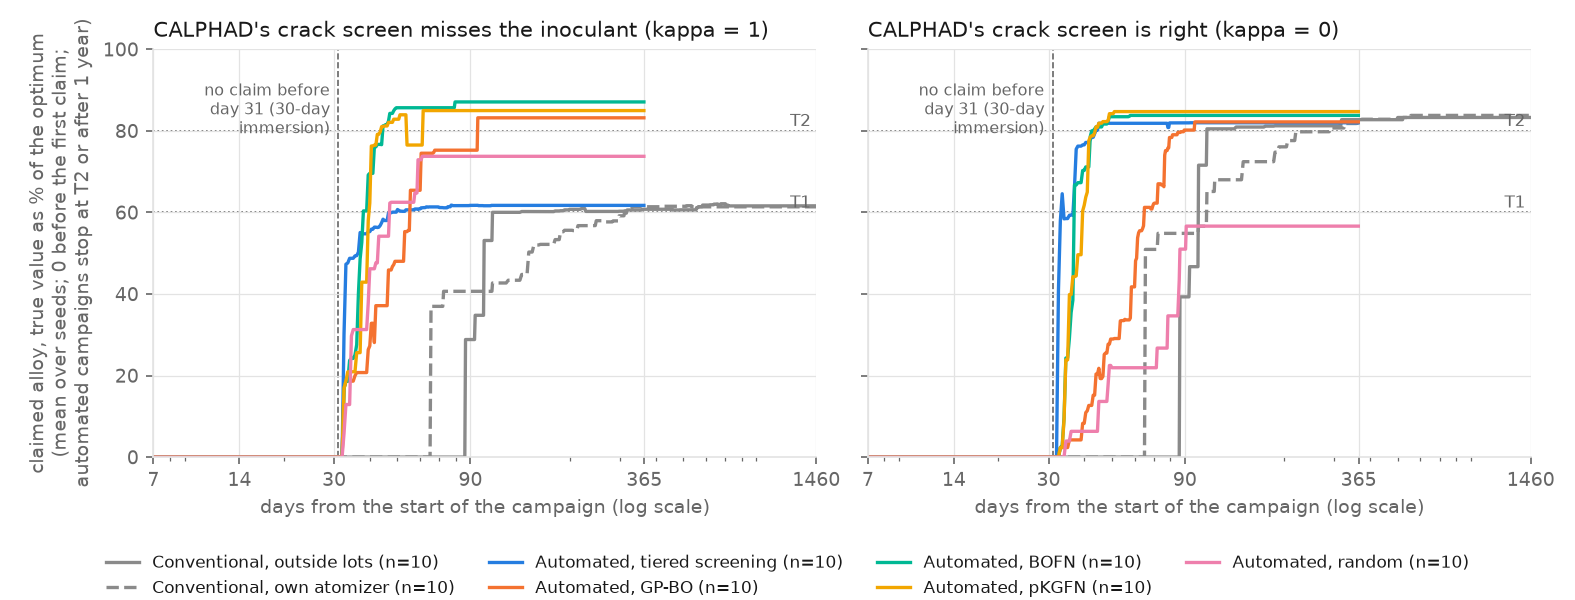 CALPHAD's crack screen misses the inoculant (kappa = 1)
CALPHAD's crack screen is right (kappa = 0)
claimed alloy, true value as % of the optimum
(mean over seeds; 0 before the first claim;
automated campaigns stop at T2 or after 1 year)
100
80
60
40
20
0
no claim before
day 31 (30-day
immersion)
T2
T1
7
14
30
90
365
1460
days from the start of the campaign (log scale)
no claim before
day 31 (30-day
immersion)
T2
T1
7
14
30
90
365
1460
days from the start of the campaign (log scale)
Conventional, outside lots (n=10)
Conventional, own atomizer (n=10)
Automated, tiered screening (n=10)
Automated, GP-BO (n=10)
Automated, BOFN (n=10)
Automated, pKGFN (n=10)
Automated, random (n=10)